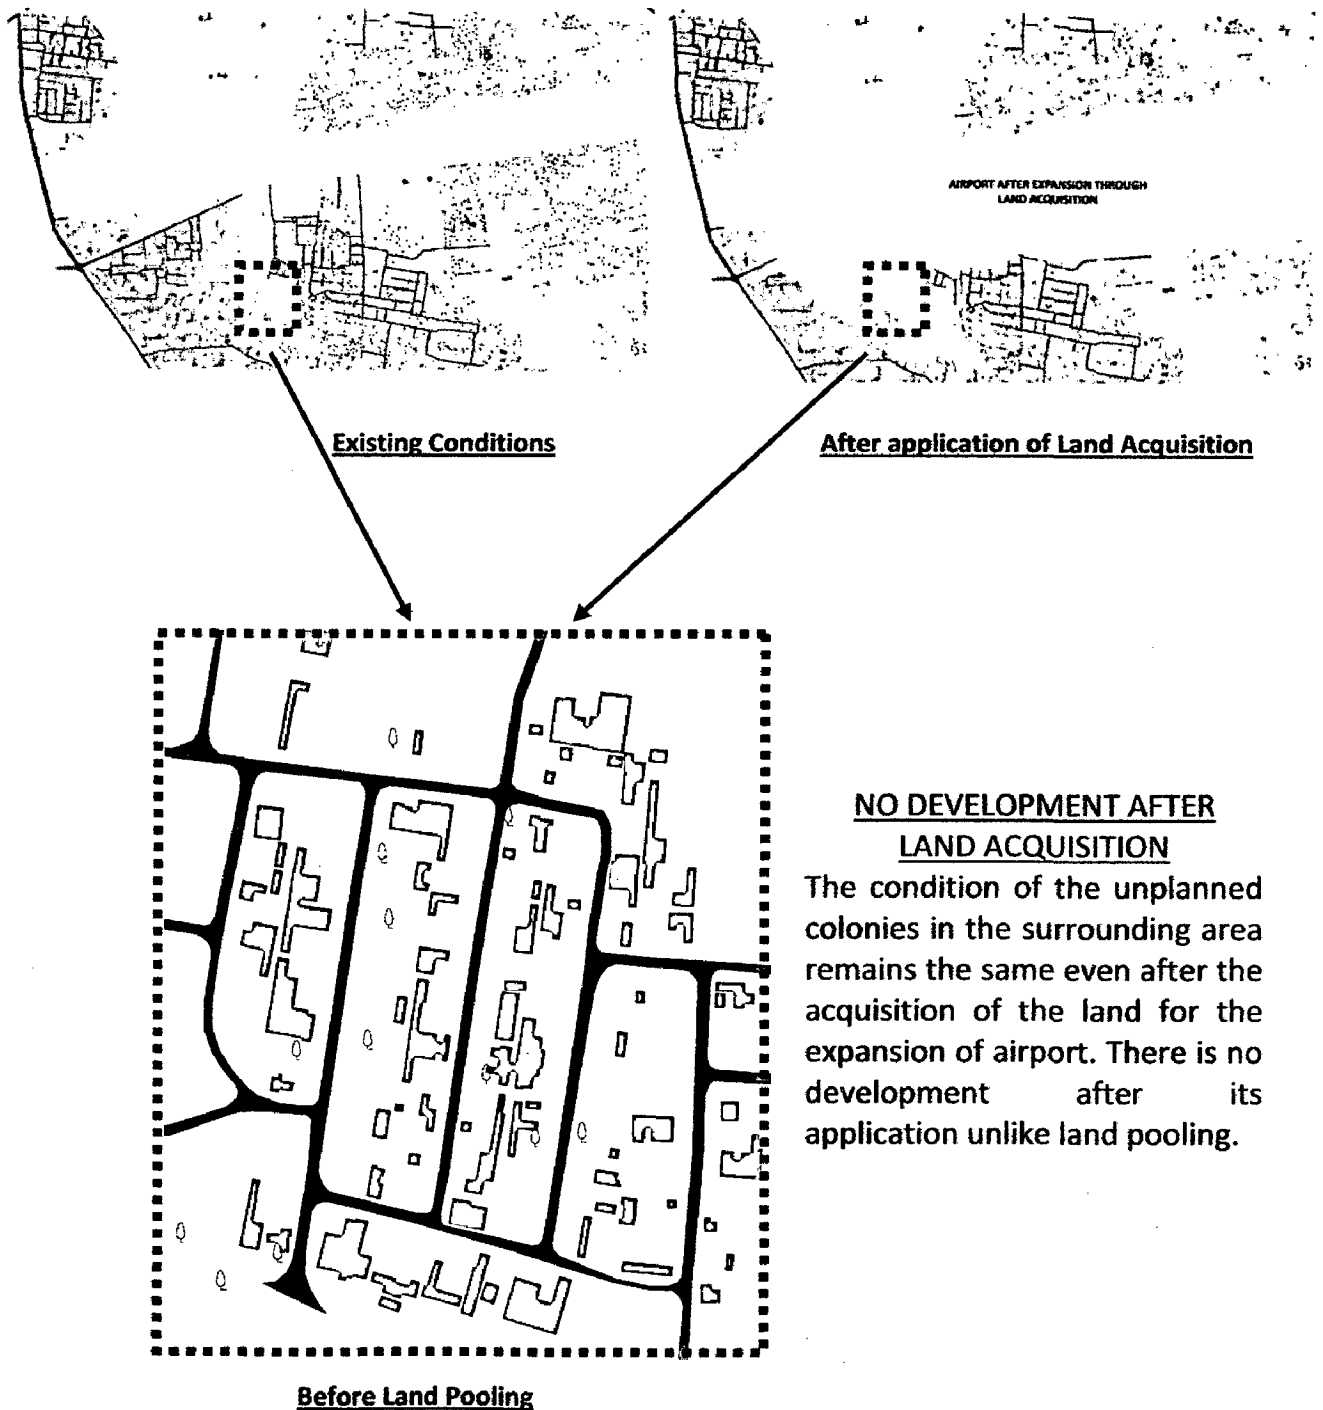 AIRPORT AFTER EXPANSION THROUGH
LAND ACQUISITION
Existing Conditions
After application of Land Acquisition
NO DEVELOPMENT AFTER
LAND ACQUISITION
The condition of the unplanned
colonies in the surrounding area
remains the same even after the
acquisition of the land for the
expansion of airport. There is no
development after its
application unlike land pooling.
Before Land Pooling